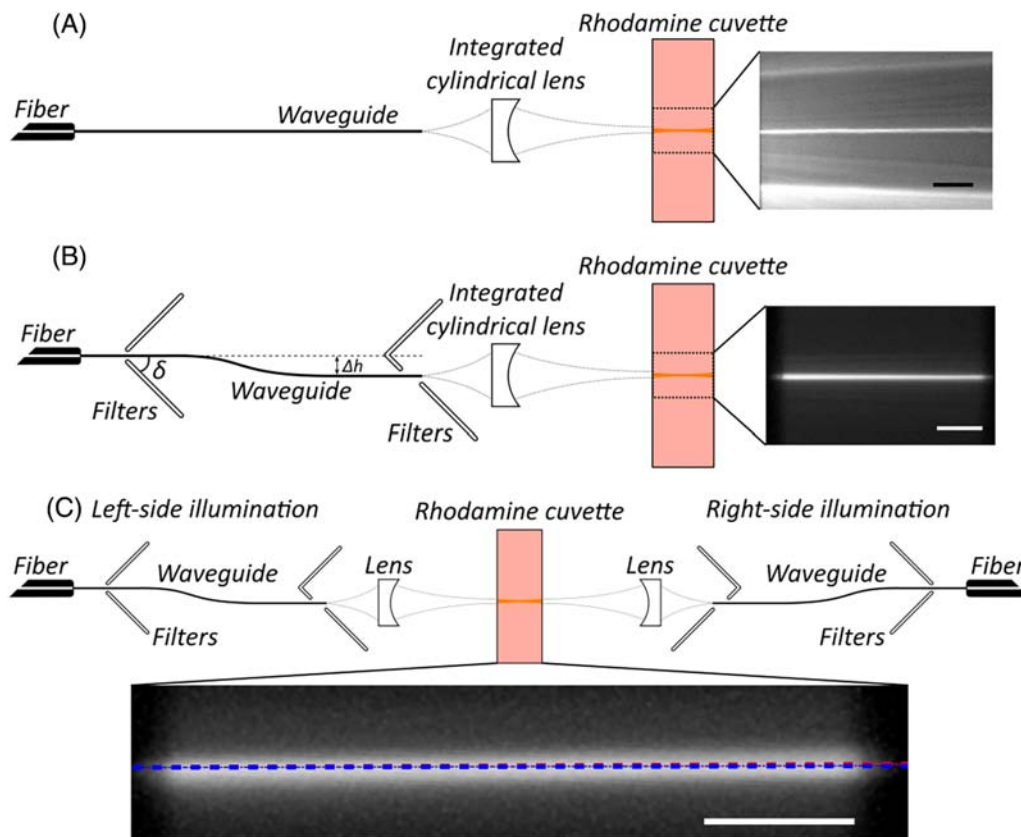 (A)
Rhodamine cuvette
Integrated
cylindrical lens
Fiber
Waveguide
(B)
Rhodamine cuvette
Integrated
cylindrical lens
Fiber
δ
Δh
Waveguide
Filters
Filters
(C)
Left-side illumination
Rhodamine cuvette
Right-side illumination
Fiber
Waveguide
Lens
Lens
Waveguide
Fiber
Filters
Filters